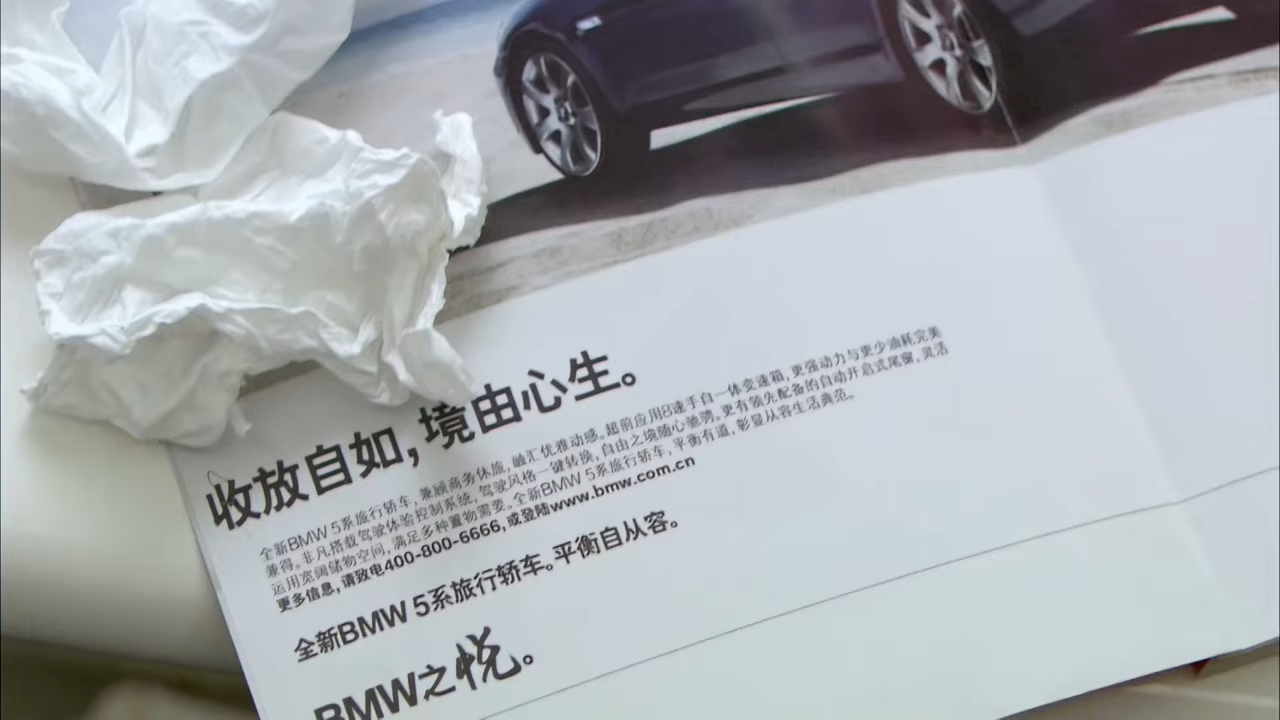 收放自如，境由心生。
全新BMW 5系旅行轿车，兼顾商务休旅，融汇优雅动感。超前应用8速手自一体变速箱，更强动力与更少油耗完美
兼得。非凡搭载驾驶体验控制系统，驾驶风格一键转换，自由之境随心驰骋。更有领先配备的自动开启式尾窗，灵活
运用宽阔储物空间，满足多种置物需要。全新BMW 5系旅行轿车，平衡有道，彰显从容生活典范。
更多信息，请致电400-800-6666，或登陆www.bmw.com.cn
全新BMW 5系旅行轿车。平衡自从容。
BMW之悦。